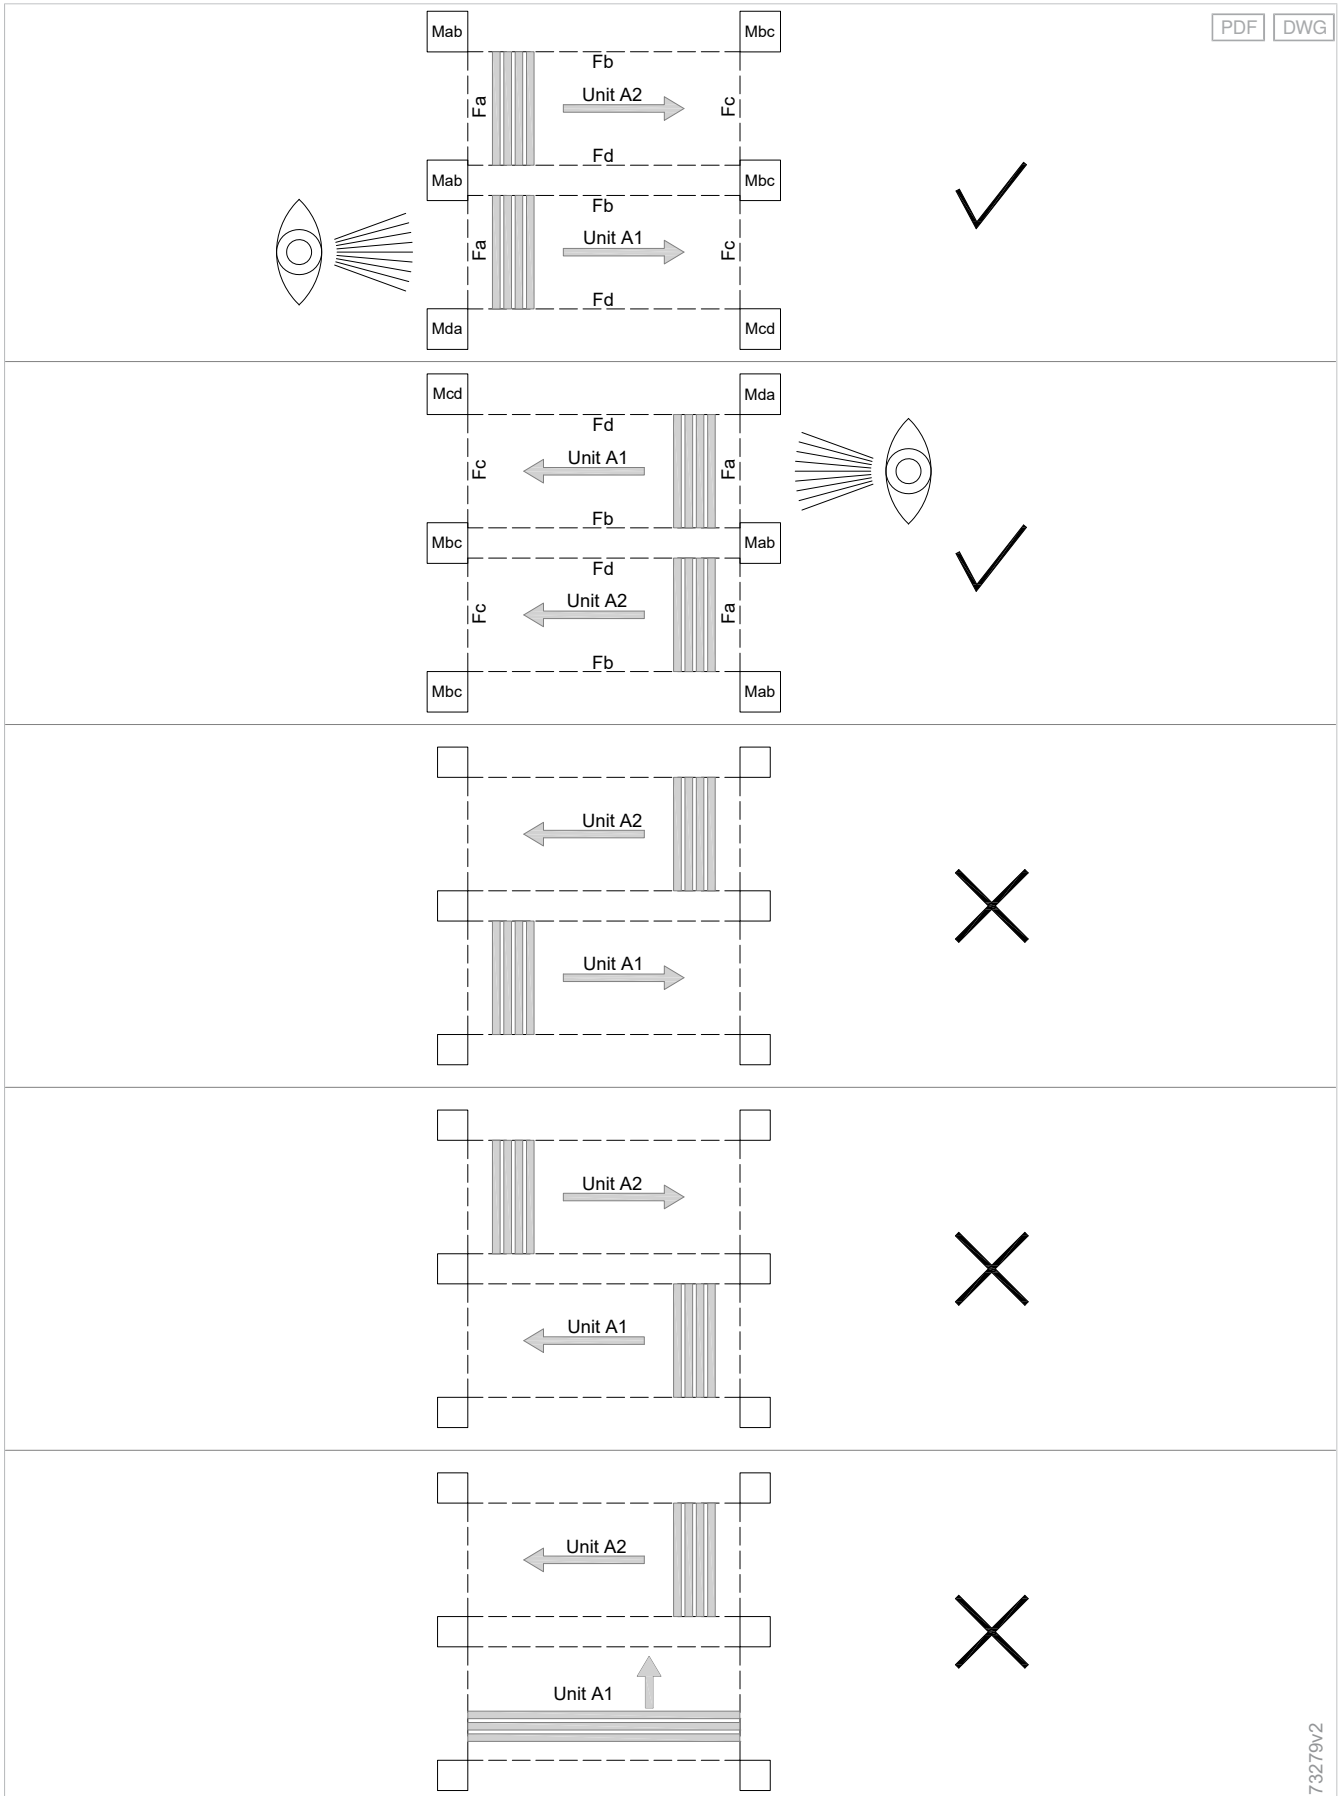 PDF DWG
Mab Mbc
Fb
Fa Unit A2 Fc
Fd
Mab Mbc
Fb
Fa Unit A1 Fc
Fd
Mda Mcd
Mcd Mda
Fd
Fc Unit A1 Fa
Fb
Mbc Mab
Fd
Fc Unit A2 Fa
Fb
Mbc Mab
Unit A2
Unit A1
Unit A2
Unit A1
Unit A2
Unit A1
73279v2